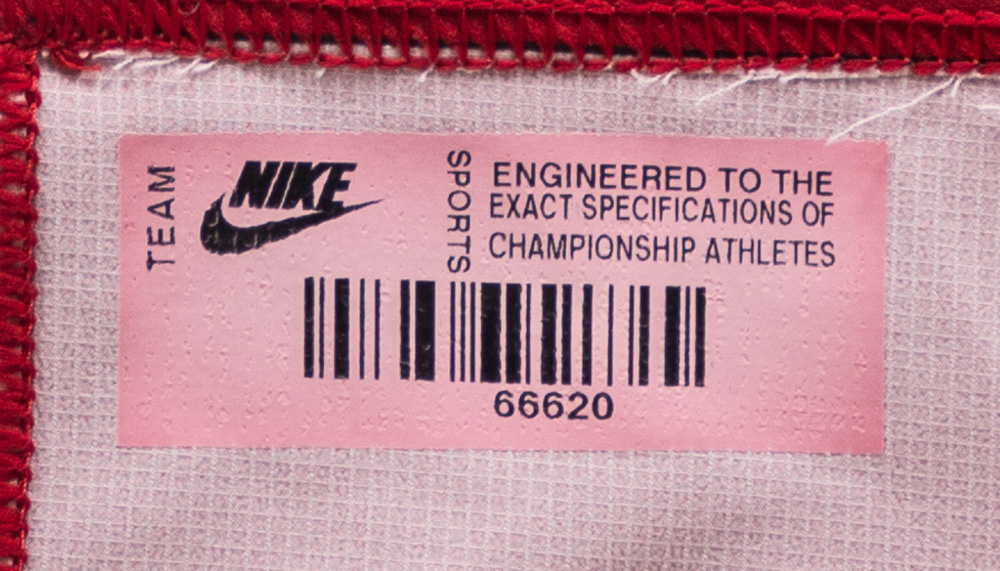 TEAM
NIKE
SPORTS
ENGINEERED TO THE
EXACT SPECIFICATIONS OF
CHAMPIONSHIP ATHLETES
66620